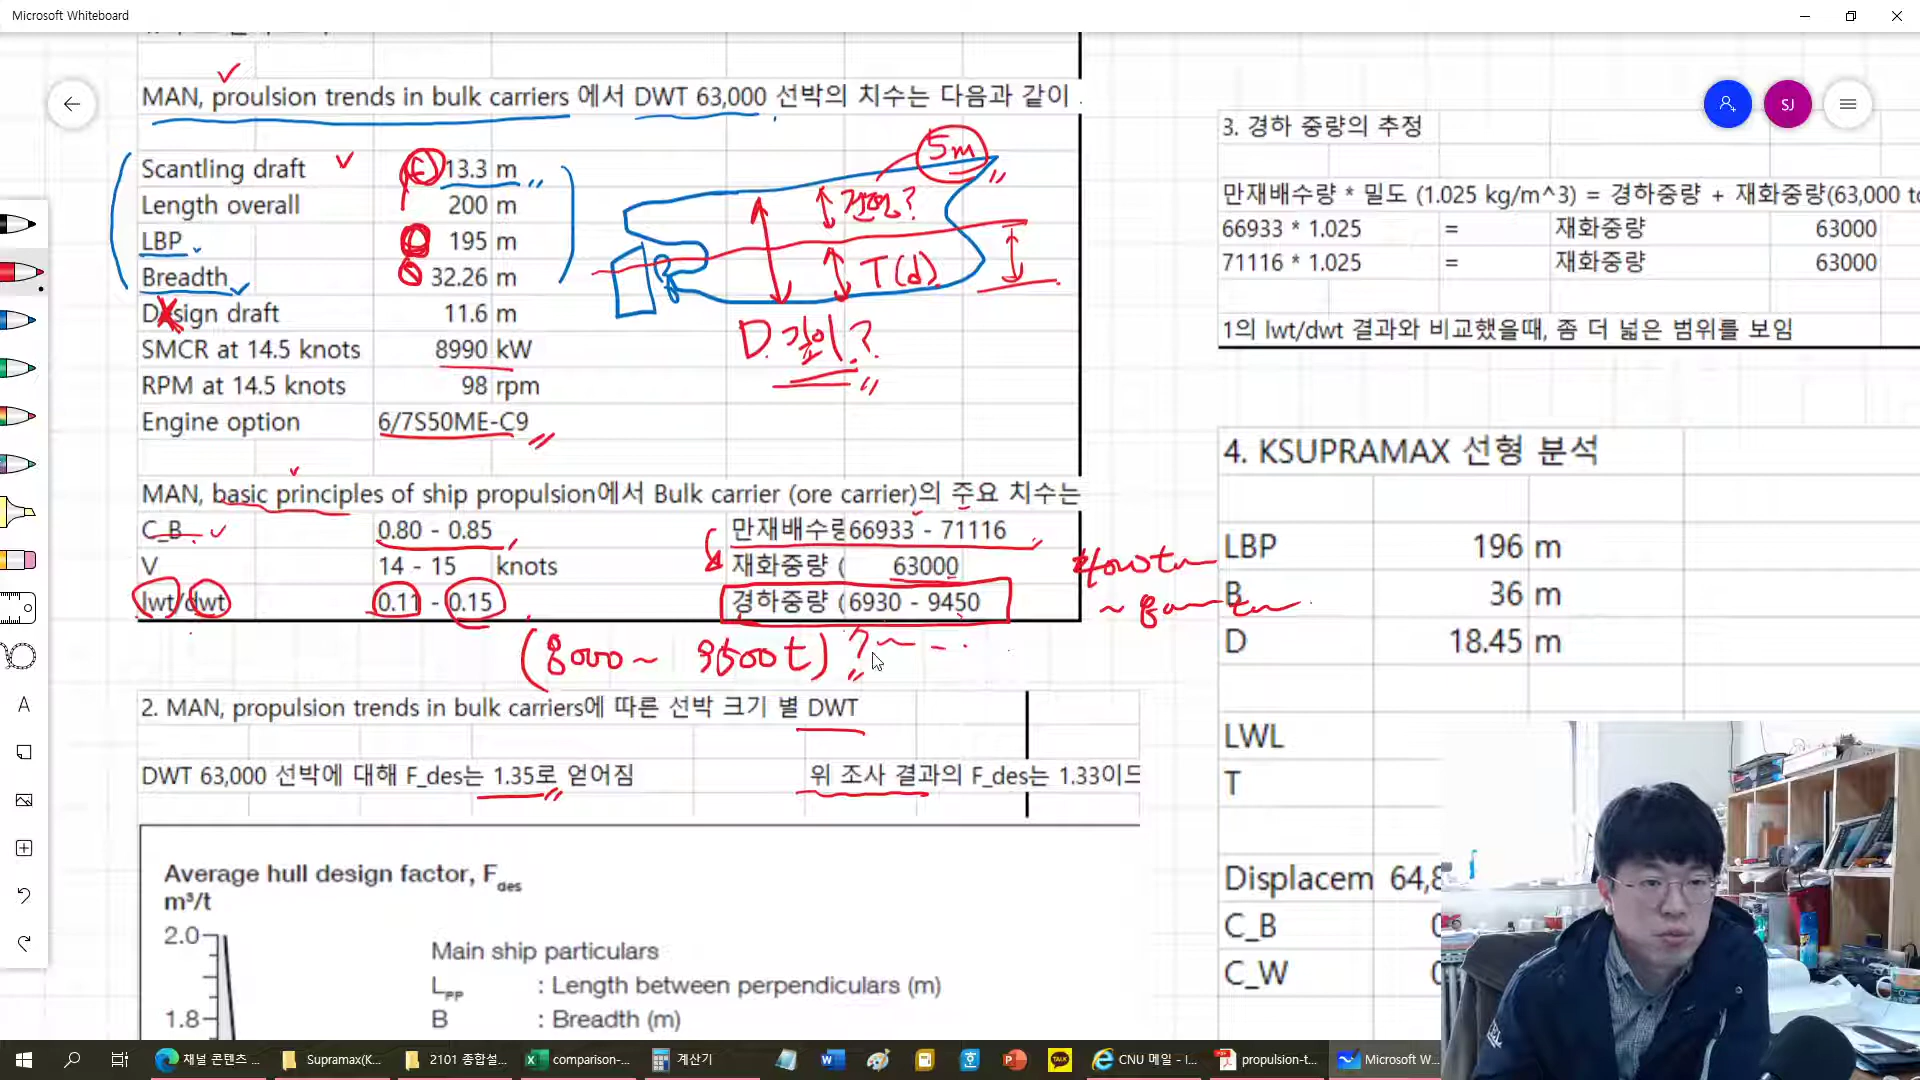 Microsoft Whiteboard
MAN, proulsion trends in bulk carriers 에서 DWT 63,000 선박의 치수는 다음과 같이
Scantling draft 13.3 m
Length overall 200 m
LBP 195 m
Breadth 32.26 m
Design draft 11.6 m
SMCR at 14.5 knots 8990 kW
RPM at 14.5 knots 98 rpm
Engine option 6/7S50ME-C9
5m
건현?
T(d)
D. 깊이?
MAN, basic principles of ship propulsion에서 Bulk carrier (ore carrier)의 주요 치수는
C_B 0.80 - 0.85 만재배수량 66933 - 71116
V 14 - 15 knots 재화중량 ( 63000
lwt/dwt 0.11 - 0.15 경하중량 ( 6930 - 9450
(8000~ 9500t)?
2. MAN, propulsion trends in bulk carriers에 따른 선박 크기 별 DWT
DWT 63,000 선박에 대해 F_des는 1.35로 얻어짐 위 조사 결과의 F_des는 1.33이므
Average hull design factor, Fdes
m³/t
2.0
1.8
Main ship particulars
LPP : Length between perpendiculars (m)
B : Breadth (m)
SJ
3. 경하 중량의 추정
만재배수량 * 밀도 (1.025 kg/m^3) = 경하중량 + 재화중량(63,000 to
66933 * 1.025 = 재화중량 63000
71116 * 1.025 = 재화중량 63000
1의 lwt/dwt 결과와 비교했을때, 좀 더 넓은 범위를 보임
4. KSUPRAMAX 선형 분석
LBP 196 m
B 36 m
D 18.45 m
LWL
T
Displacem 64,8
C_B 0
C_W 0
A
채널 콘텐츠 ...
Supramax(K...
2101 종합설...
comparison-...
계산기
TALK
CNU 메일 - I...
propulsion-t...
Microsoft W...